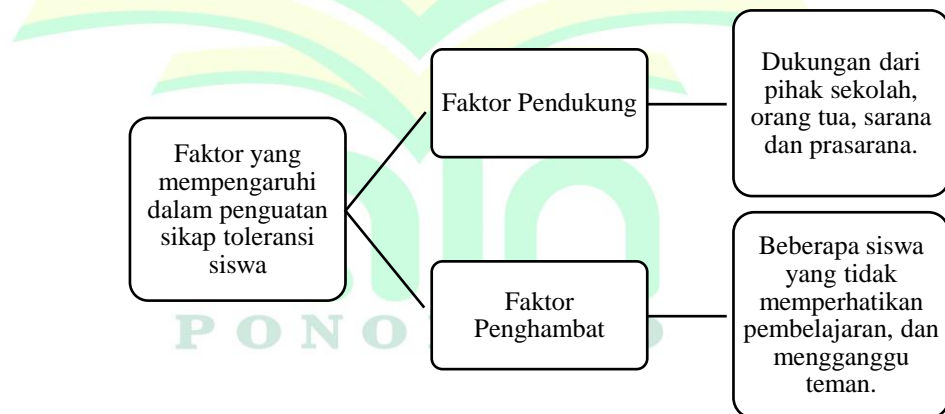 Faktor yang
mempengaruhi
dalam penguatan
sikap toleransi
siswa
Faktor Pendukung
Dukungan dari
pihak sekolah,
orang tua, sarana
dan prasarana.
Faktor
Penghambat
Beberapa siswa
yang tidak
memperhatikan
pembelajaran, dan
mengganggu
teman.